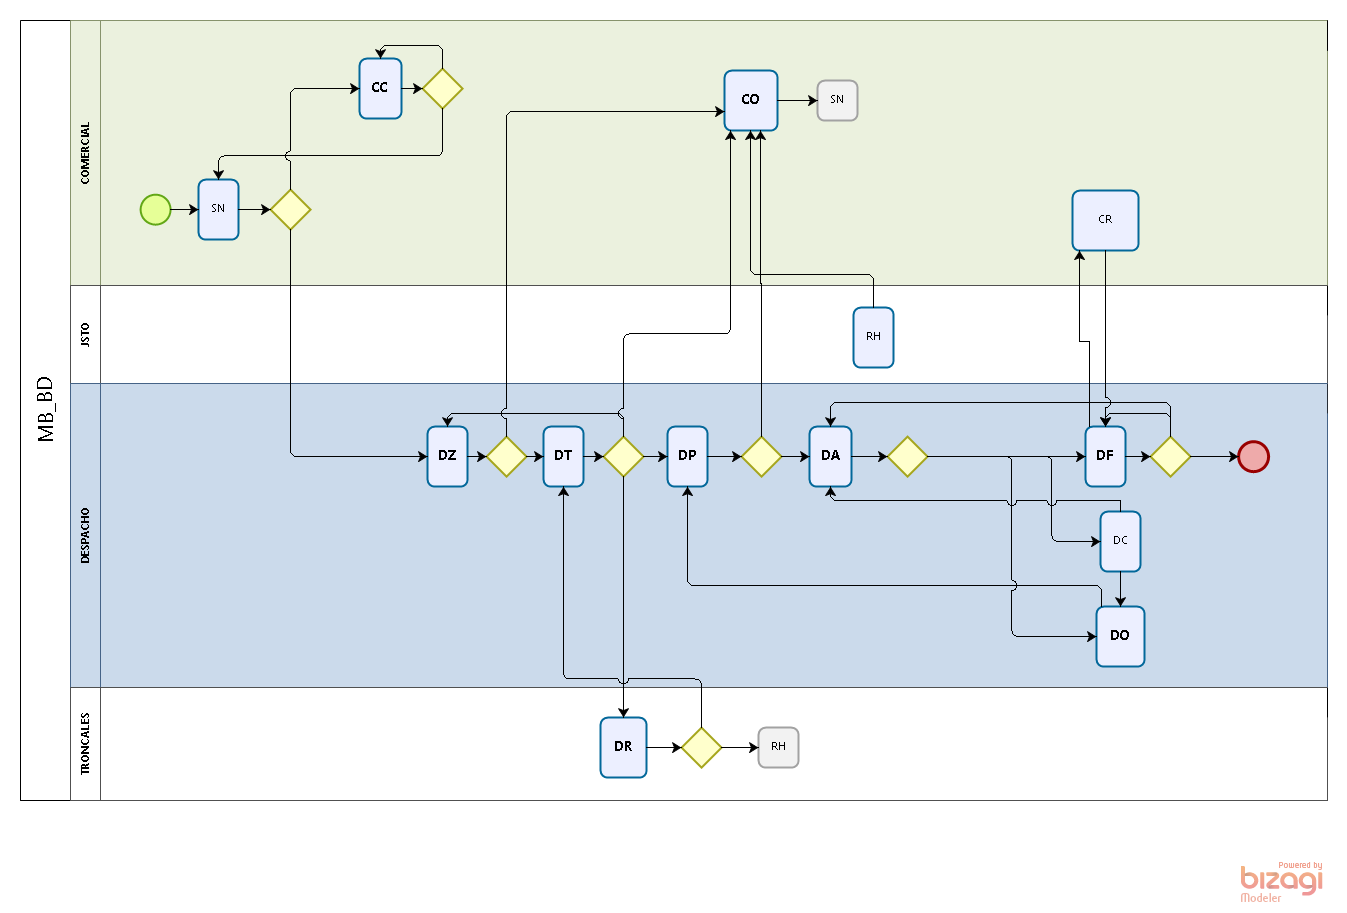 MB_BD
COMERCIAL
CC
CO
SN
SN
CR
JSTO
RH
DESPACHO
DZ
DT
DP
DA
DF
DC
DO
TRONCALES
DR
RH
Powered by
bizagi
Modeler